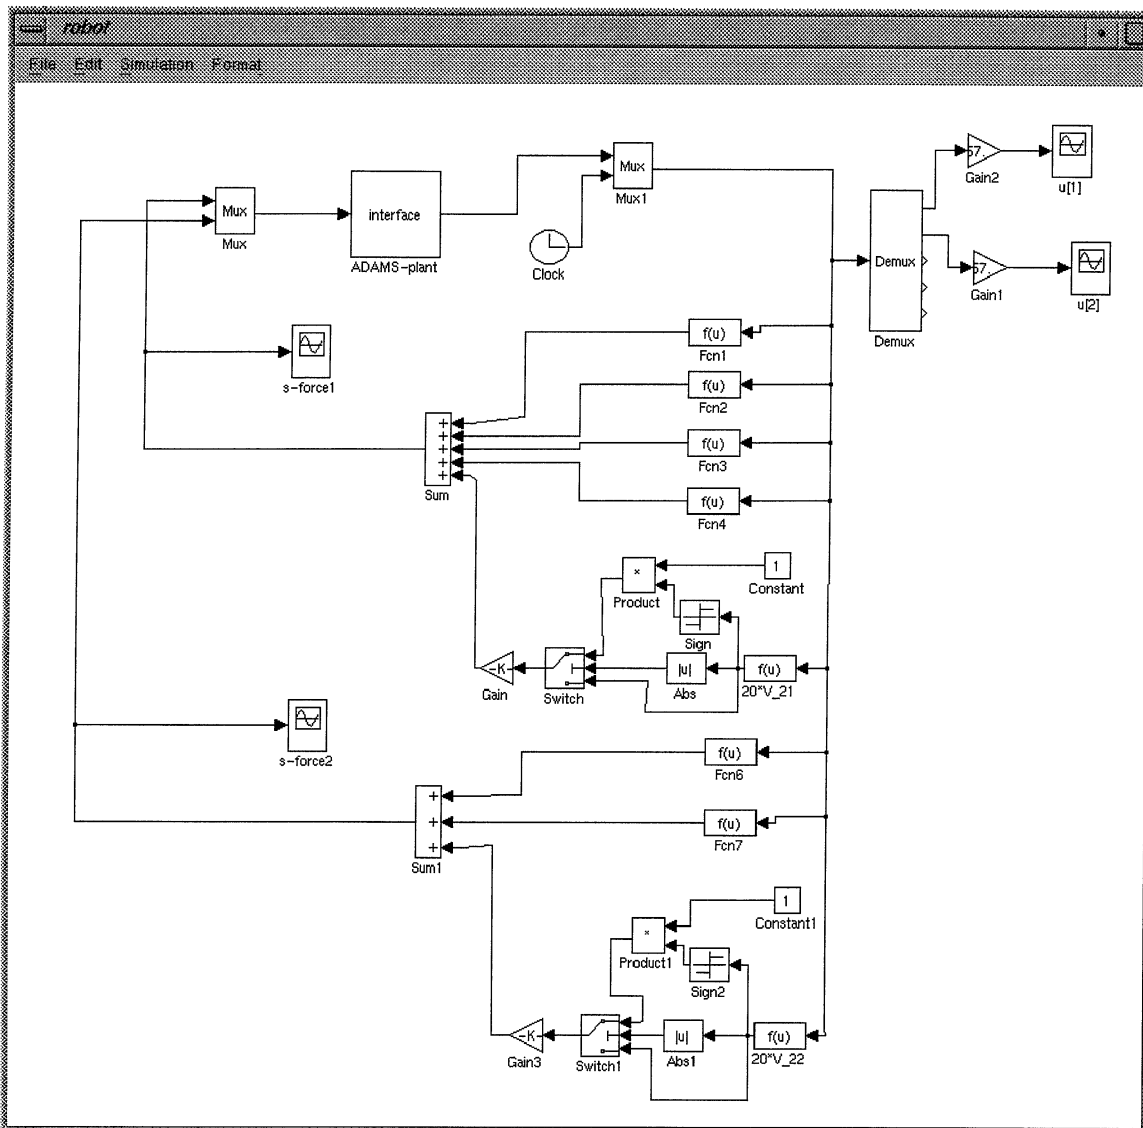 robot
File Edit Simulation Format
Mux
Mux
interface
ADAMS-plant
Mux
Mux1
Clock
57.
Gain2
u[1]
Demux
Demux
57.
Gain1
u[2]
s-force1
f(u)
Fcn1
f(u)
Fcn2
f(u)
Fcn3
f(u)
Fcn4
+
+
+
+
+
Sum
*
Product
1
Constant
Sign
-K
Gain
Switch
|u|
Abs
f(u)
20*V_21
s-force2
f(u)
Fcn6
f(u)
Fcn7
+
+
+
Sum1
*
Product1
1
Constant1
Sign2
-K
Gain3
Switch1
|u|
Abs1
f(u)
20*V_22